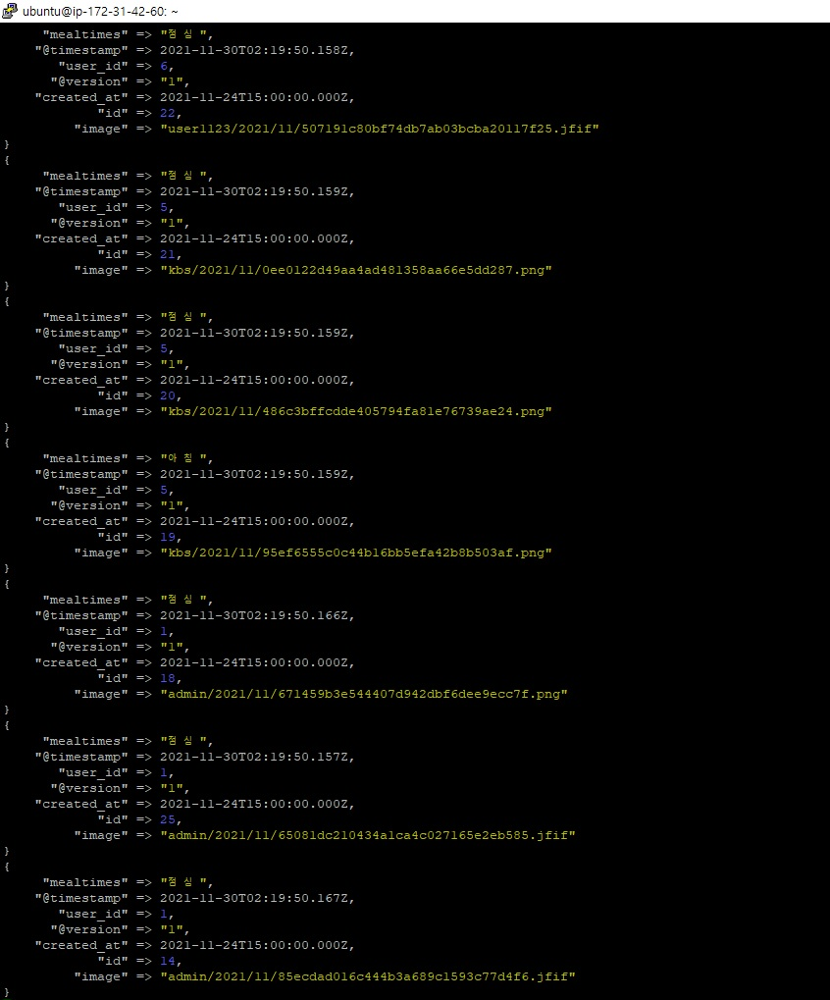 ubuntu@ip-172-31-42-60: ~
"mealtimes" => "점심",
"@timestamp" => 2021-11-30T02:19:50.158Z,
"user_id" => 6,
"@version" => "1",
"created_at" => 2021-11-24T15:00:00.000Z,
"id" => 22,
"image" => "user1123/2021/11/507191c80bf74db7ab03bcba20117f25.jfif"
}
{
"mealtimes" => "점심",
"@timestamp" => 2021-11-30T02:19:50.159Z,
"user_id" => 5,
"@version" => "1",
"created_at" => 2021-11-24T15:00:00.000Z,
"id" => 21,
"image" => "kbs/2021/11/0ee0122d49aa4ad481358aa66e5dd287.png"
}
{
"mealtimes" => "점심",
"@timestamp" => 2021-11-30T02:19:50.159Z,
"user_id" => 5,
"@version" => "1",
"created_at" => 2021-11-24T15:00:00.000Z,
"id" => 20,
"image" => "kbs/2021/11/486c3bffcdde405794fa81e76739ae24.png"
}
{
"mealtimes" => "아침",
"@timestamp" => 2021-11-30T02:19:50.159Z,
"user_id" => 5,
"@version" => "1",
"created_at" => 2021-11-24T15:00:00.000Z,
"id" => 19,
"image" => "kbs/2021/11/95ef6555c0c44b16bb5efa42b8b503af.png"
}
{
"mealtimes" => "점심",
"@timestamp" => 2021-11-30T02:19:50.166Z,
"user_id" => 1,
"@version" => "1",
"created_at" => 2021-11-24T15:00:00.000Z,
"id" => 18,
"image" => "admin/2021/11/671459b3e544407d942dbf6dee9ecc7f.png"
}
{
"mealtimes" => "점심",
"@timestamp" => 2021-11-30T02:19:50.157Z,
"user_id" => 1,
"@version" => "1",
"created_at" => 2021-11-24T15:00:00.000Z,
"id" => 25,
"image" => "admin/2021/11/65081dc210434a1ca4c027165e2eb585.jfif"
}
{
"mealtimes" => "점심",
"@timestamp" => 2021-11-30T02:19:50.167Z,
"user_id" => 1,
"@version" => "1",
"created_at" => 2021-11-24T15:00:00.000Z,
"id" => 14,
"image" => "admin/2021/11/85ecdad016c444b3a689c1593c77d4f6.jfif"
}